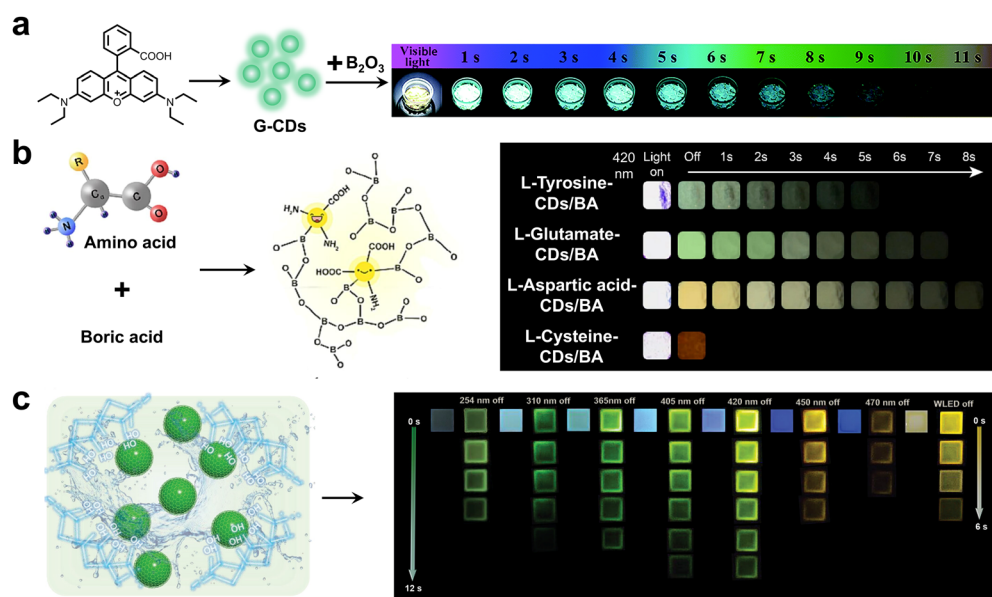 a
COOH
N
O
N
G-CDs
+ B₂O₃
Visible light
1 s 2 s 3 s 4 s 5 s 6 s 7 s 8 s 9 s 10 s 11 s
b
R
O
Cα
C
O
N
Amino acid
+
Boric acid
COOH
H₂N
NH₂
COOH
HOOC
NH₂
420 nm
Light on
Off 1s 2s 3s 4s 5s 6s 7s 8s
L-Tyrosine-
CDs/BA
L-Glutamate-
CDs/BA
L-Aspartic acid-
CDs/BA
L-Cysteine-
CDs/BA
c
HO
HO
HO
OH
254 nm off 310 nm off 365nm off 405 nm off 420 nm off 450 nm off 470 nm off WLED off
0 s
12 s
0 s
6 s